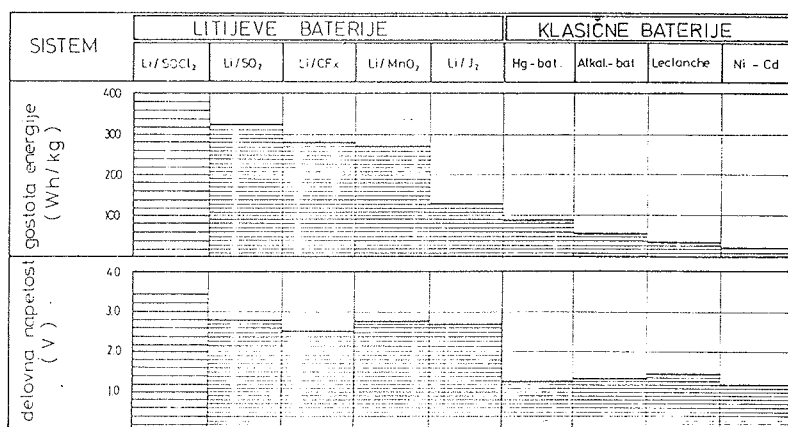 SISTEM
LITIJEVE BATERIJE
KLASIČNE BATERIJE
Li/SOCl₂ Li/SO₂ Li/CFx Li/MnO₂ Li/J₂ Hg-bat. Alkal.-bat Leclanche Ni - Cd
gostota energije
(Wh/kg)
400
300
200
100
delovna napetost
(V)
4.0
3.0
2.0
1.0